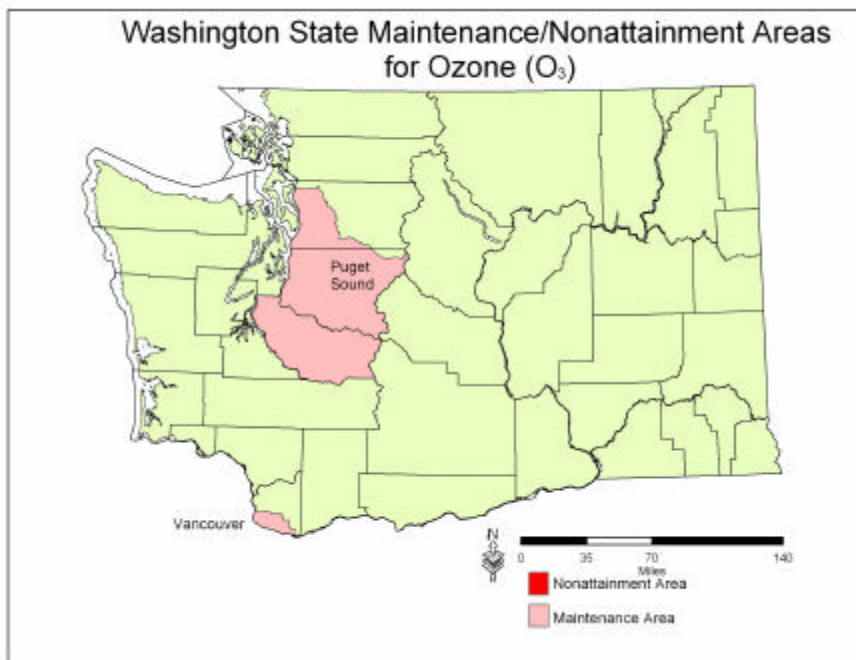 Washington State Maintenance/Nonattainment Areas
for Ozone (O₃)
Puget
Sound
Vancouver
N
0 35 70 140
Miles
Nonattainment Area
Maintenance Area